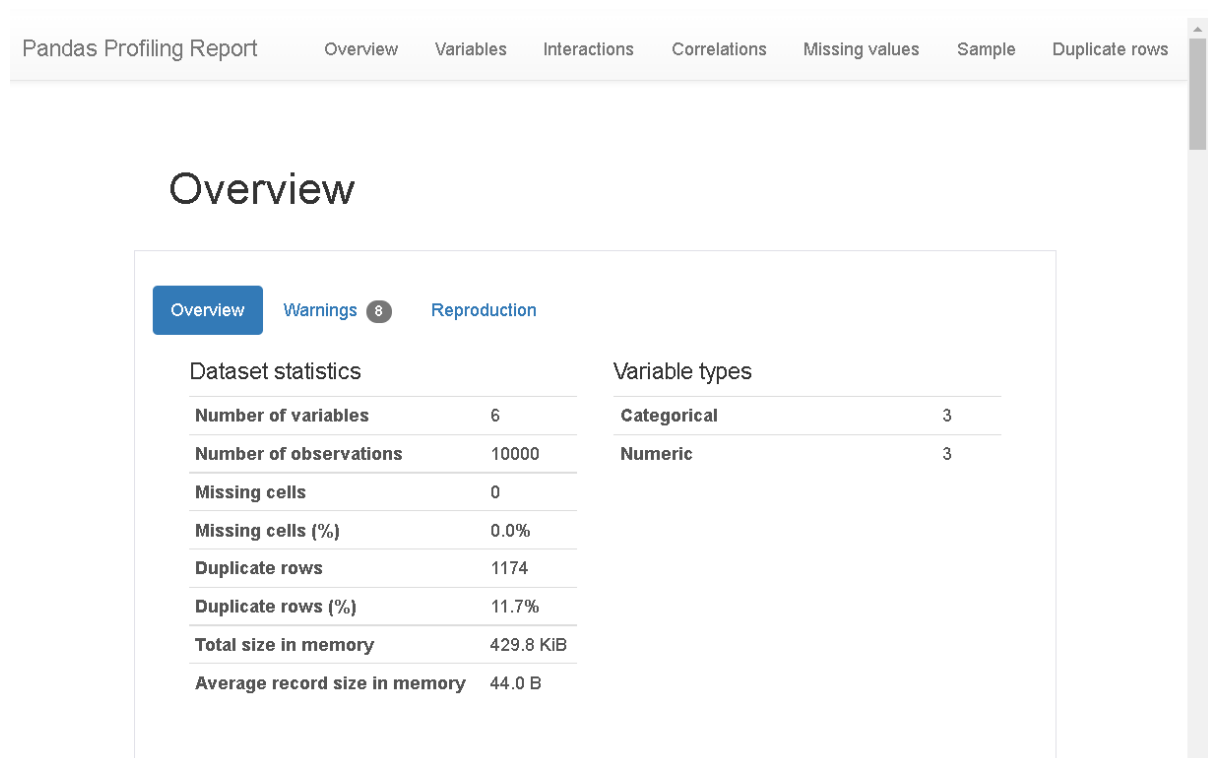 Pandas Profiling Report Overview Variables Interactions Correlations Missing values Sample Duplicate rows
Overview
Overview Warnings 8 Reproduction
Dataset statistics
Number of variables 6
Number of observations 10000
Missing cells 0
Missing cells (%) 0.0%
Duplicate rows 1174
Duplicate rows (%) 11.7%
Total size in memory 429.8 KiB
Average record size in memory 44.0 B
Variable types
Categorical 3
Numeric 3